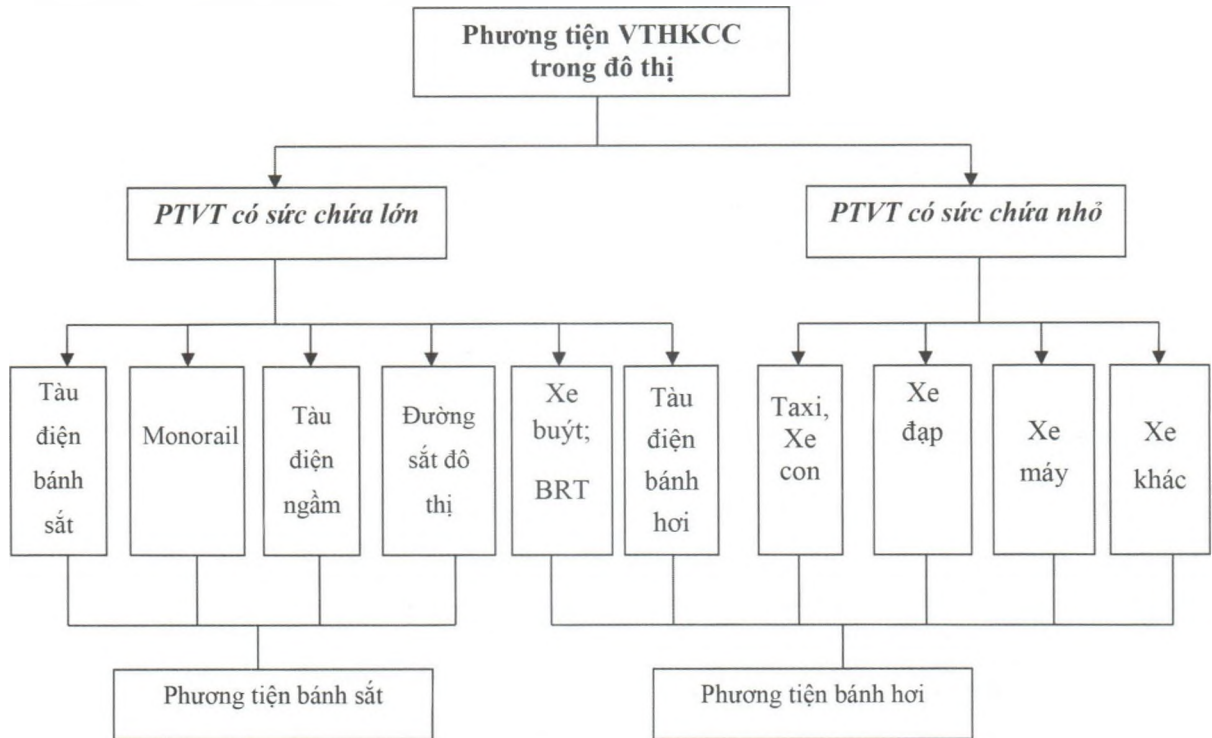 Phương tiện VTHKCC
trong đô thị
PTVT có sức chứa lớn
PTVT có sức chứa nhỏ
Tàu
điện
bánh
sắt
Monorail
Tàu
điện
ngầm
Đường
sắt đô
thị
Xe
buýt;
BRT
Tàu
điện
bánh
hơi
Taxi,
Xe
con
Xe
đạp
Xe
máy
Xe
khác
Phương tiện bánh sắt
Phương tiện bánh hơi